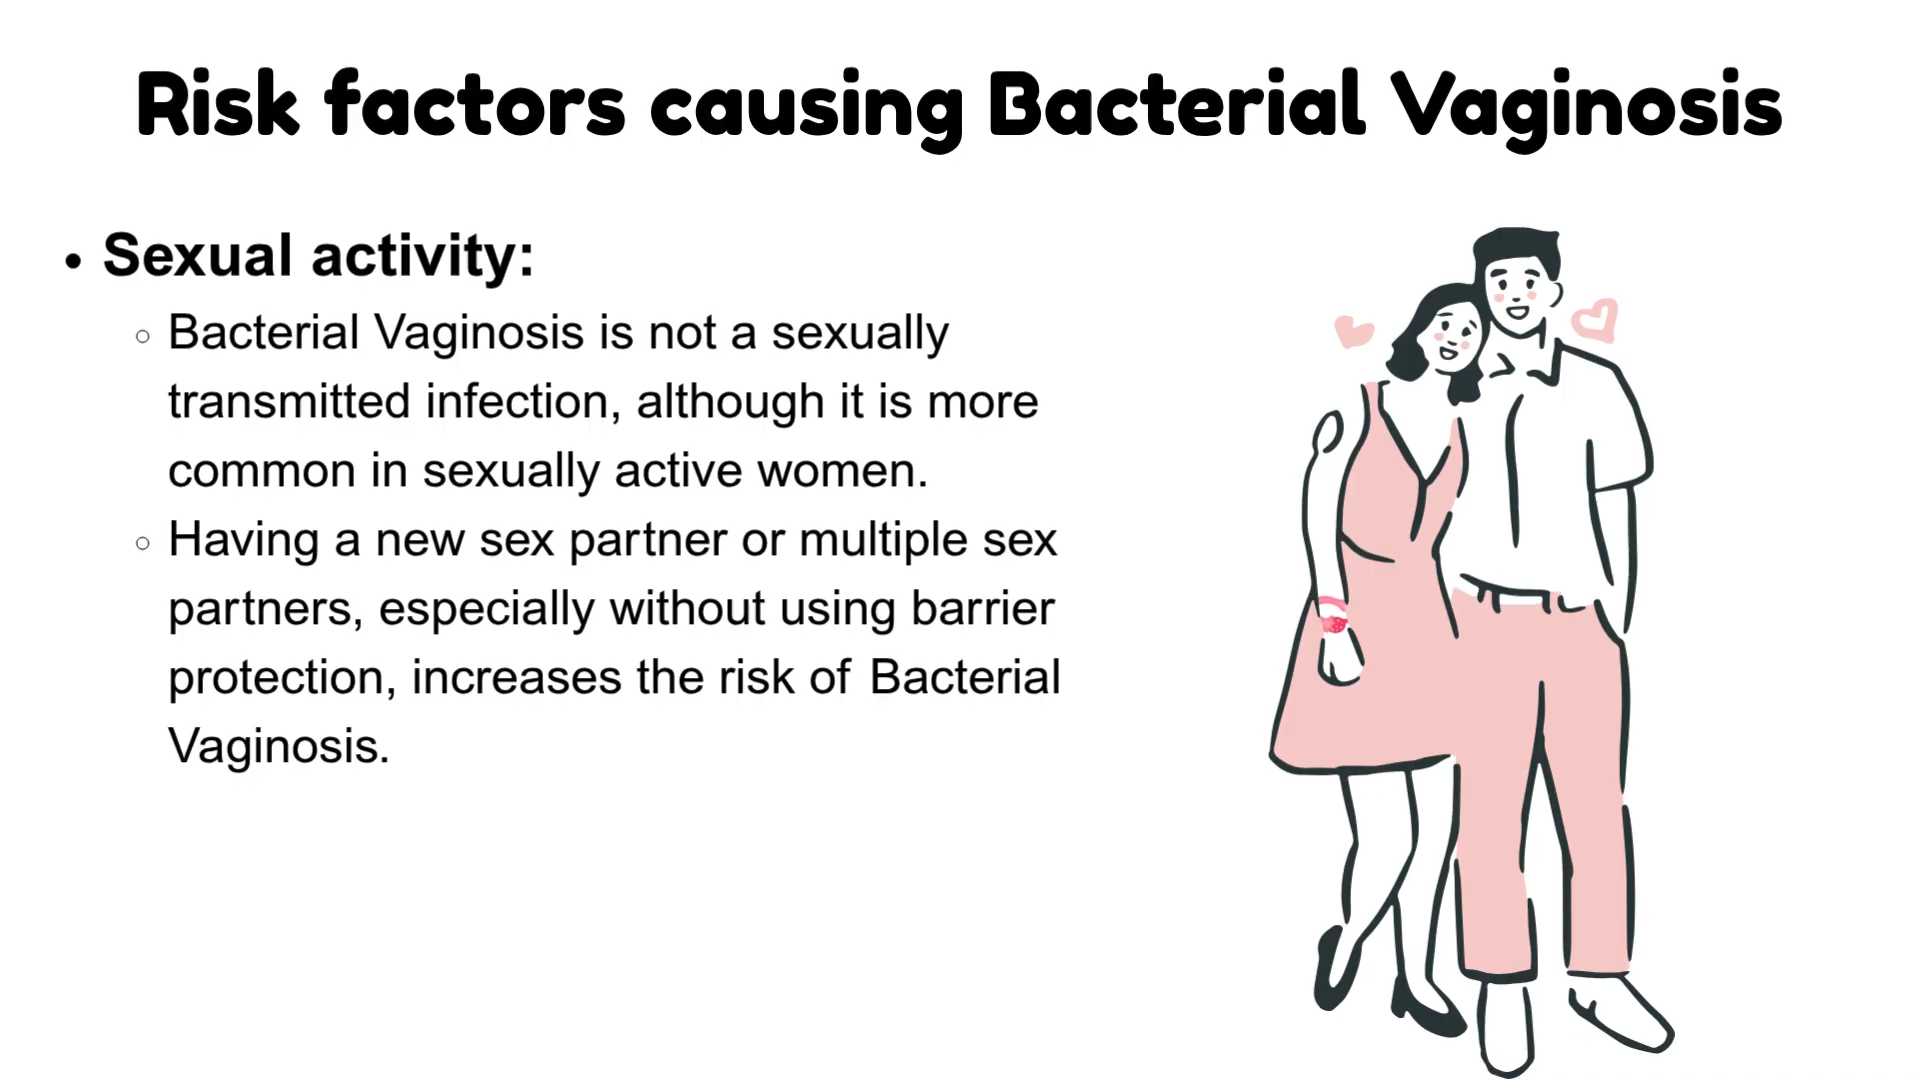 Risk factors causing Bacterial Vaginosis
• Sexual activity:
◦ Bacterial Vaginosis is not a sexually
transmitted infection, although it is more
common in sexually active women.
◦ Having a new sex partner or multiple sex
partners, especially without using barrier
protection, increases the risk of Bacterial
Vaginosis.